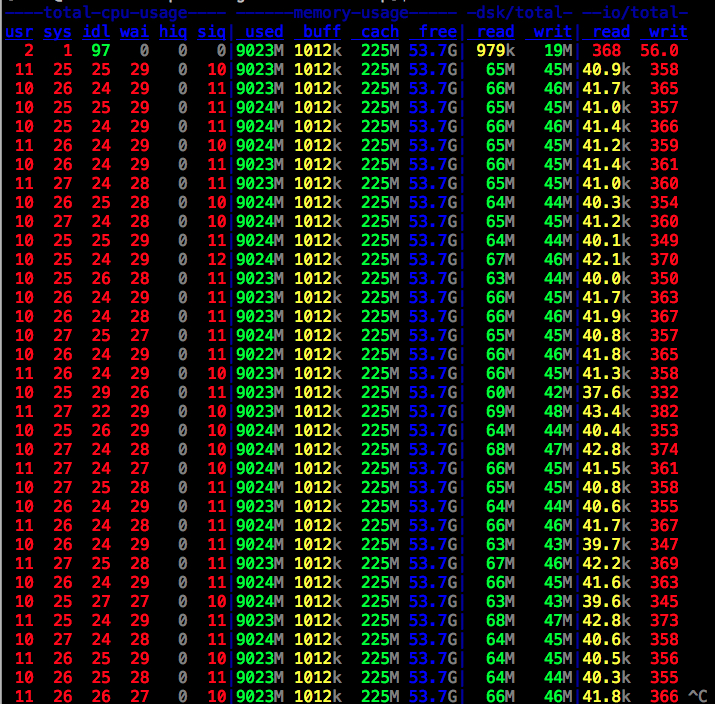 ----total-cpu-usage---- ------memory-usage----- -dsk/total- --io/total-
usr sys idl wai hiq siq| used  buff  cach  free| read  writ| read  writ
2 1 97 0 0 0|9023M 1012k 225M 53.7G| 979k 19M| 368 56.0
11 25 25 29 0 10|9023M 1012k 225M 53.7G| 65M 45M|40.9k 358
10 26 24 29 0 11|9023M 1012k 225M 53.7G| 66M 46M|41.7k 365
10 25 25 29 0 11|9024M 1012k 225M 53.7G| 65M 45M|41.0k 357
10 26 24 29 0 11|9024M 1012k 225M 53.7G| 66M 46M|41.4k 366
10 26 25 29 0 10|9024M 1012k 225M 53.7G| 65M 45M|41.2k 359
10 26 24 29 0 11|9023M 1012k 225M 53.7G| 66M 45M|41.4k 361
11 27 24 28 0 11|9023M 1012k 225M 53.7G| 65M 45M|41.0k 360
10 26 25 28 0 10|9024M 1012k 225M 53.7G| 64M 44M|40.3k 354
10 27 24 28 0 10|9024M 1012k 225M 53.7G| 65M 45M|41.2k 360
10 25 25 29 0 11|9024M 1012k 225M 53.7G| 64M 44M|40.1k 349
10 25 24 29 0 12|9024M 1012k 225M 53.7G| 67M 46M|42.1k 370
10 25 26 28 0 11|9023M 1012k 225M 53.7G| 63M 44M|40.0k 350
10 26 24 29 0 11|9023M 1012k 225M 53.7G| 66M 45M|41.7k 363
10 26 24 28 0 11|9024M 1012k 225M 53.7G| 66M 46M|41.9k 367
10 27 25 27 0 11|9024M 1012k 225M 53.7G| 65M 45M|40.8k 357
10 26 24 29 0 11|9022M 1012k 225M 53.7G| 66M 46M|41.8k 365
11 26 24 29 0 10|9023M 1012k 225M 53.7G| 66M 45M|41.3k 358
10 25 29 26 0 11|9023M 1012k 225M 53.7G| 60M 42M|37.6k 332
11 27 22 29 0 11|9023M 1012k 225M 53.7G| 69M 48M|43.4k 382
10 25 26 29 0 10|9024M 1012k 225M 53.7G| 64M 44M|40.4k 353
10 27 24 28 0 11|9024M 1012k 225M 53.7G| 68M 47M|42.8k 374
11 27 24 27 0 10|9024M 1012k 225M 53.7G| 66M 45M|41.5k 361
10 27 25 28 0 11|9024M 1012k 225M 53.7G| 65M 45M|40.8k 358
10 26 24 28 0 11|9024M 1012k 225M 53.7G| 64M 44M|40.6k 355
11 26 24 28 0 11|9024M 1012k 225M 53.7G| 66M 46M|41.7k 367
10 26 24 29 0 11|9024M 1012k 225M 53.7G| 63M 43M|39.7k 347
11 25 25 28 0 11|9023M 1012k 225M 53.7G| 67M 46M|42.2k 369
10 26 24 29 0 11|9024M 1012k 225M 53.7G| 66M 45M|41.6k 363
10 25 27 27 0 10|9023M 1012k 225M 53.7G| 63M 43M|39.6k 345
11 26 24 29 0 11|9023M 1012k 225M 53.7G| 68M 47M|42.8k 373
10 27 24 28 0 11|9024M 1012k 225M 53.7G| 64M 45M|40.6k 358
11 26 25 29 0 10|9024M 1012k 225M 53.7G| 64M 45M|40.5k 356
10 26 24 28 0 11|9024M 1012k 225M 53.7G| 64M 44M|40.3k 355
11 26 26 27 0 10|9023M 1012k 225M 53.7G| 66M 46M|41.8k 366 ^C